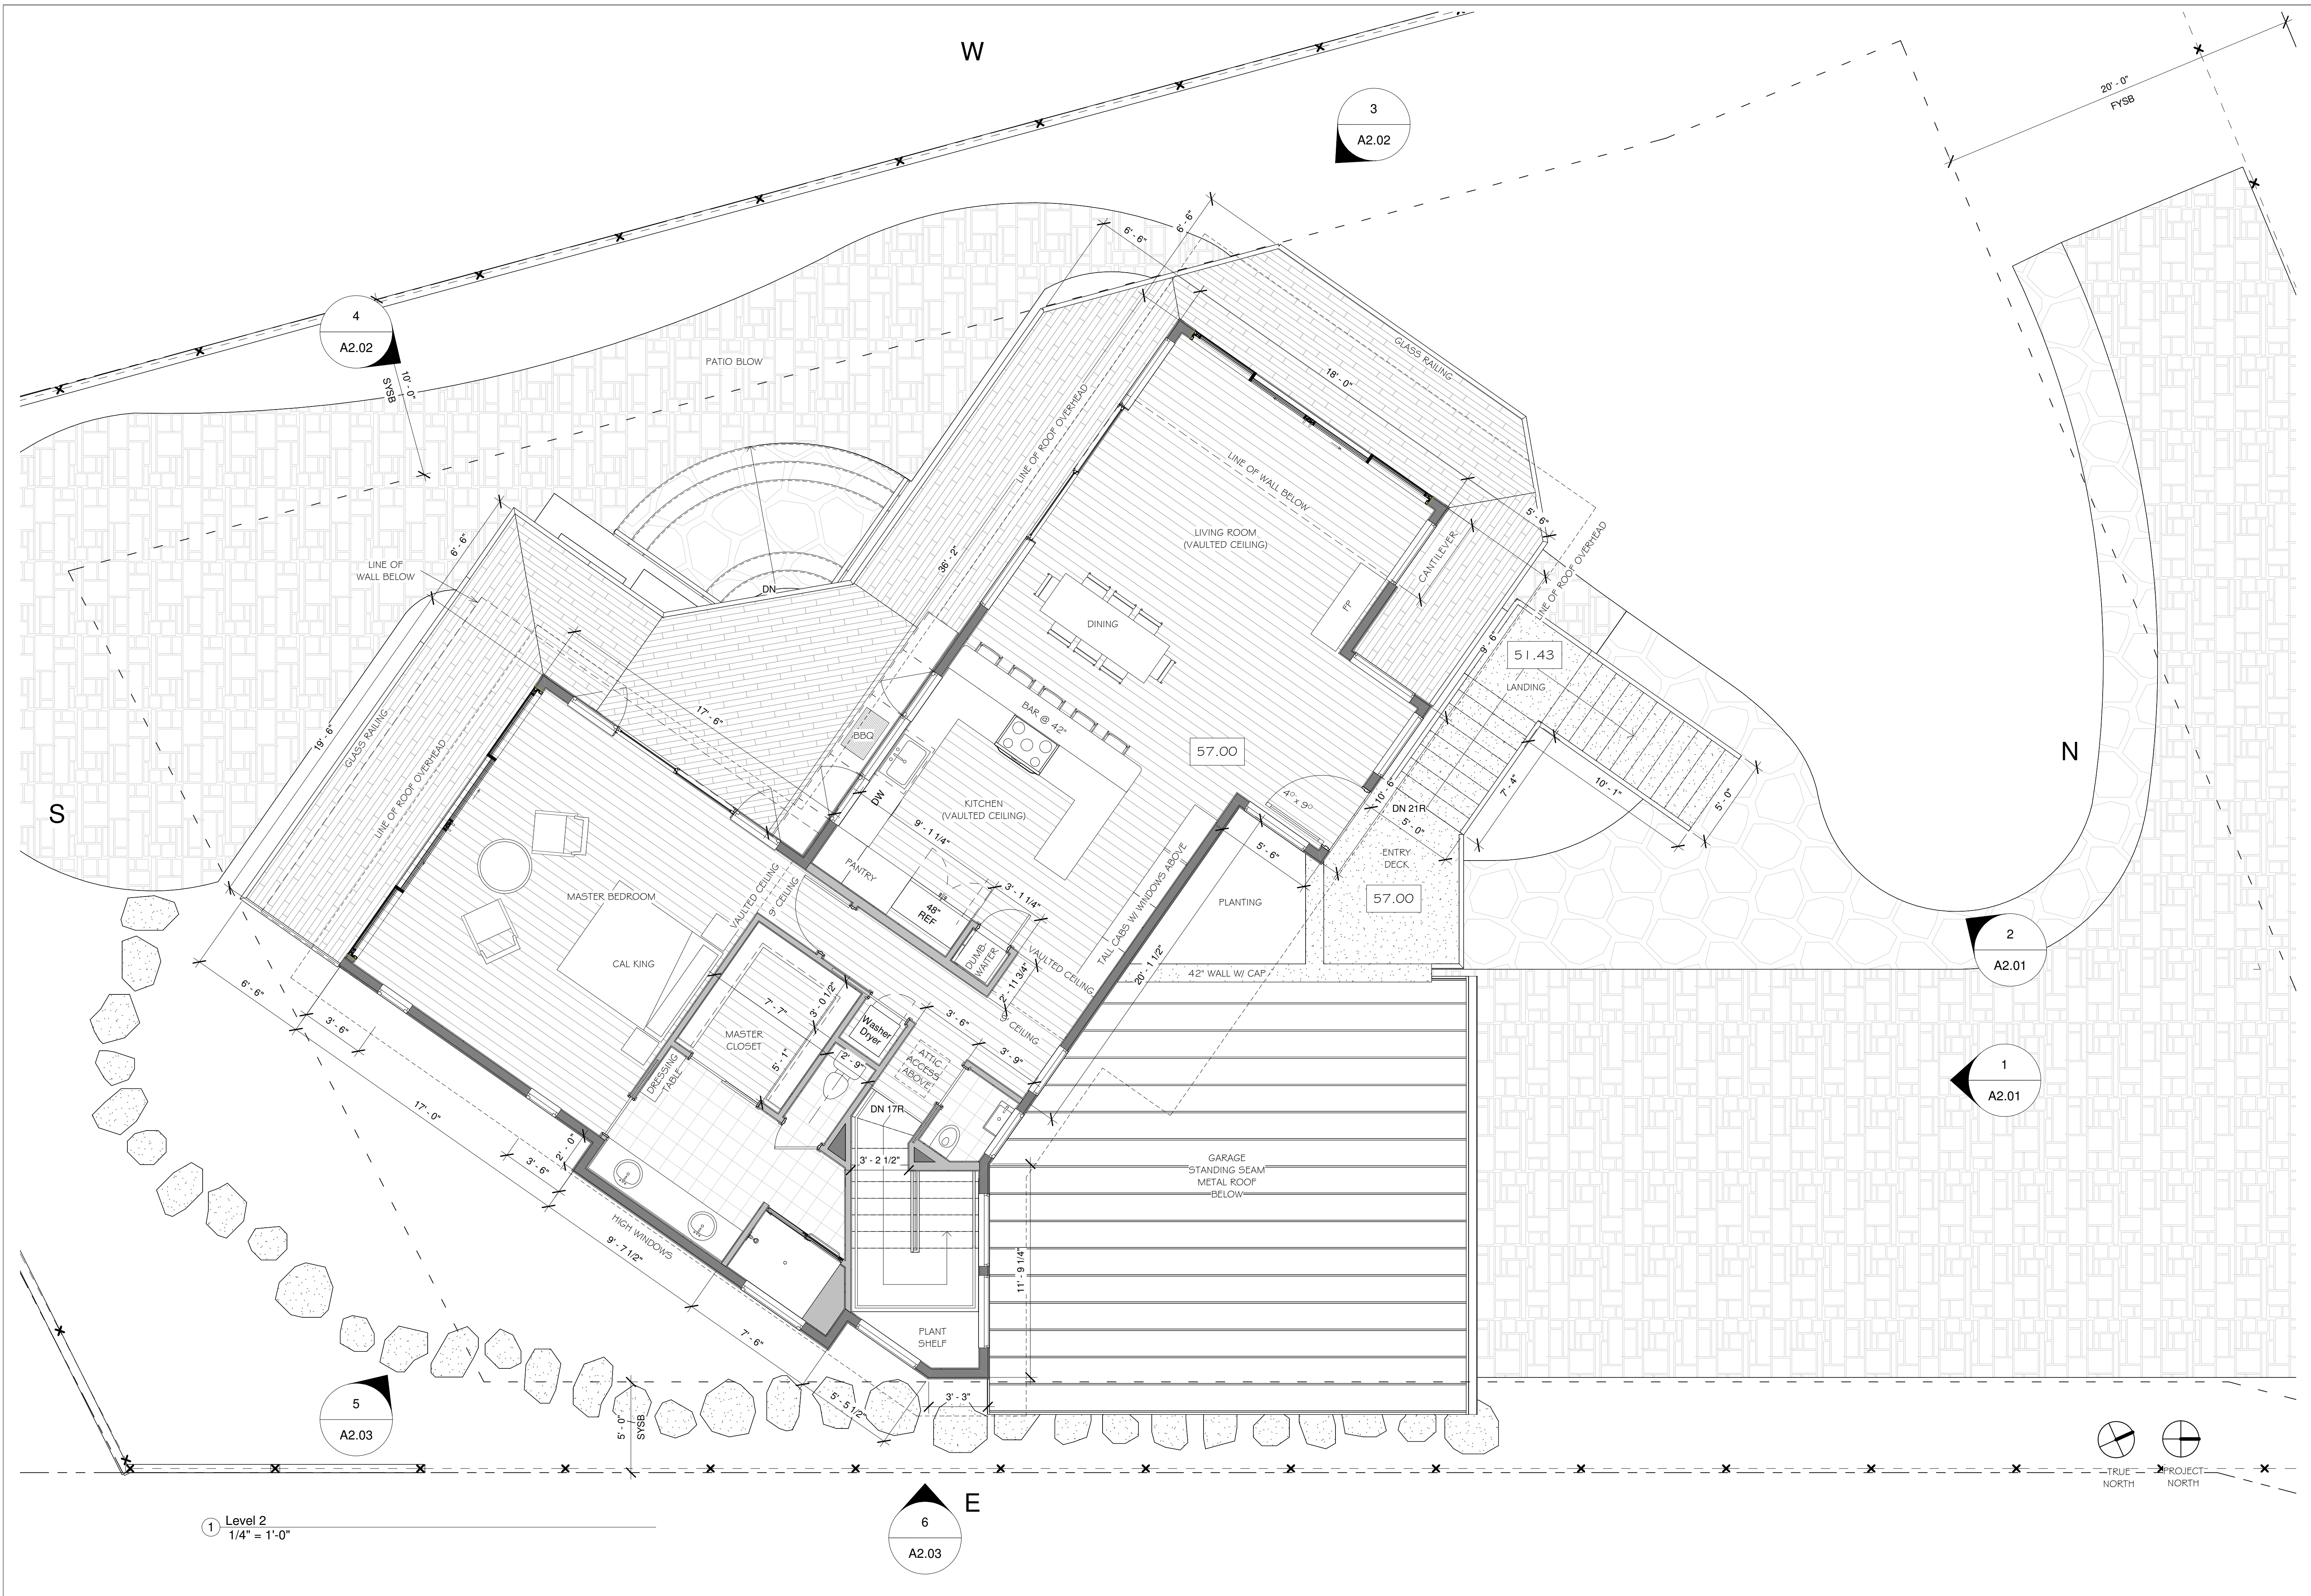 W
20' - 0"
FYSB
3
A2.02
6' - 6"
6' - 6"
4
A2.02
10' - 0"
SYSB
PATIO BLOW
GLASS RAILING
18' - 0"
LINE OF ROOF OVERHEAD
LINE OF WALL BELOW
LIVING ROOM
(VAULTED CEILING)
5' - 6"
CANTILEVER
LINE OF ROOF OVERHEAD
6' - 6"
LINE OF
WALL BELOW
36' - 2"
DN
FP
DINING
9' - 6"
51.43
LANDING
17' - 6"
BAR @ 42"
BBQ
57.00
19' - 6"
GLASS RAILING
LINE OF ROOF OVERHEAD
N
S
DW
KITCHEN
(VAULTED CEILING)
4⁰ x 9⁰
10' - 6"
7' - 4"
10' - 1"
5' - 0"
DN 21R
5' - 0"
9' - 1 1/4"
5' - 6"
ENTRY
DECK
57.00
PANTRY
TALL CABS W/ WINDOWS ABOVE
PLANTING
MASTER BEDROOM
VAULTED CEILING
9' CEILING
48"
REF
3' - 1 1/4"
DUMB-
WAITER
VAULTED CEILING
9' CEILING
2' - 11 3/4"
20' - 1 1/2"
42" WALL W/ CAP
2
A2.01
CAL KING
6' - 6"
3' - 6"
7' - 7"
3' - 0 1/2"
MASTER
CLOSET
Washer
Dryer
3' - 6"
3' - 9"
5' - 1"
2' - 9"
ATTIC
ACCESS
ABOVE
DRESSING
TABLE
1
A2.01
17' - 0"
DN 17R
2' - 0"
3' - 6"
3' - 2 1/2"
GARAGE
STANDING SEAM
METAL ROOF
BELOW
HIGH WINDOWS
9' - 7 1/2"
11' - 9 1/4"
7' - 6"
PLANT
SHELF
5' - 5 1/2"
3' - 3"
5
A2.03
5' - 0"
SYSB
TRUE
NORTH
PROJECT
NORTH
E
6
A2.03
1
Level 2
1/4" = 1'-0"